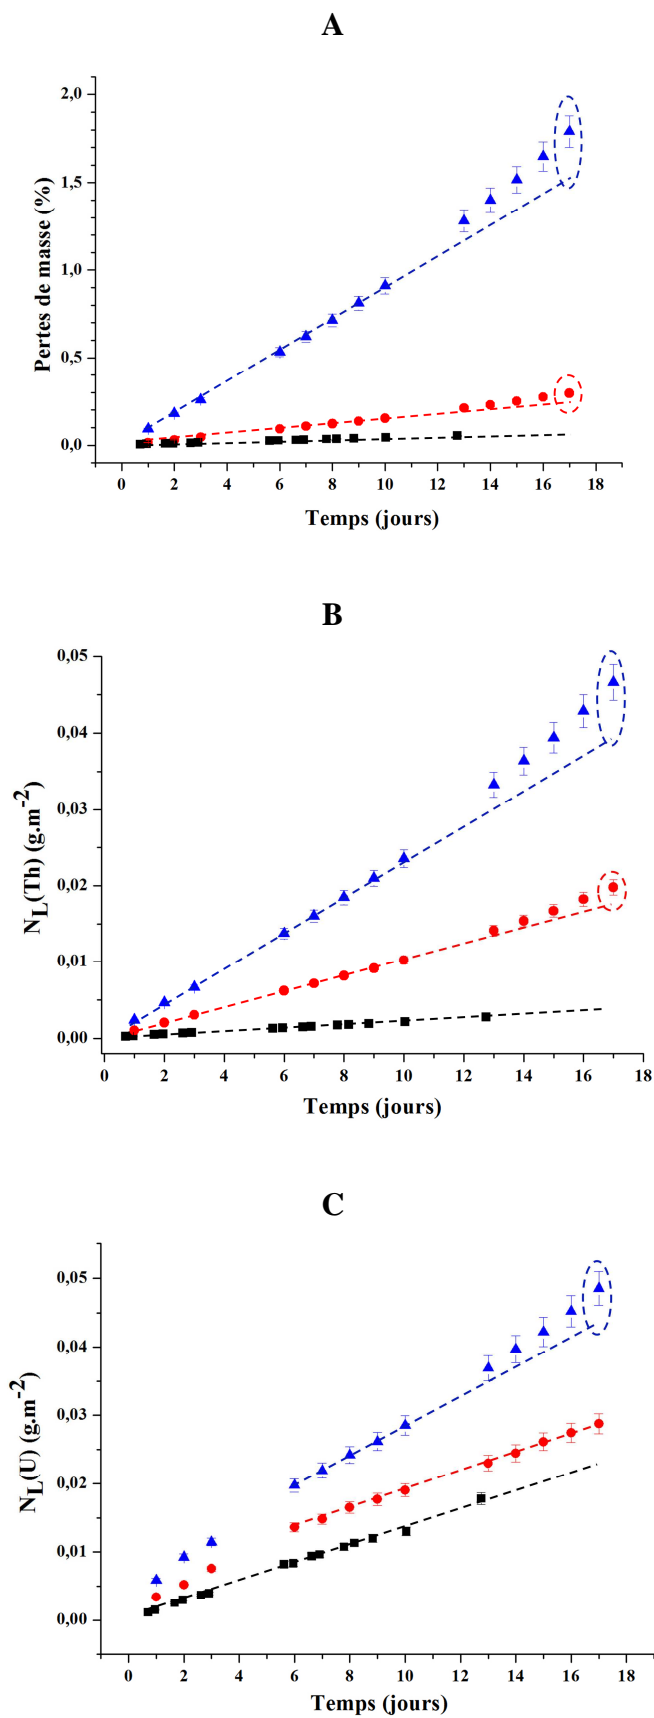 A
2,0
1,5
1,0
0,5
0,0
Pertes de masse (%)
0 2 4 6 8 10 12 14 16 18
Temps (jours)
B
0,05
0,04
0,03
0,02
0,01
0,00
NL(Th) (g.m-2)
0 2 4 6 8 10 12 14 16 18
Temps (jours)
C
0,05
0,04
0,03
0,02
0,01
0,00
NL(U) (g.m-2)
0 2 4 6 8 10 12 14 16 18
Temps (jours)